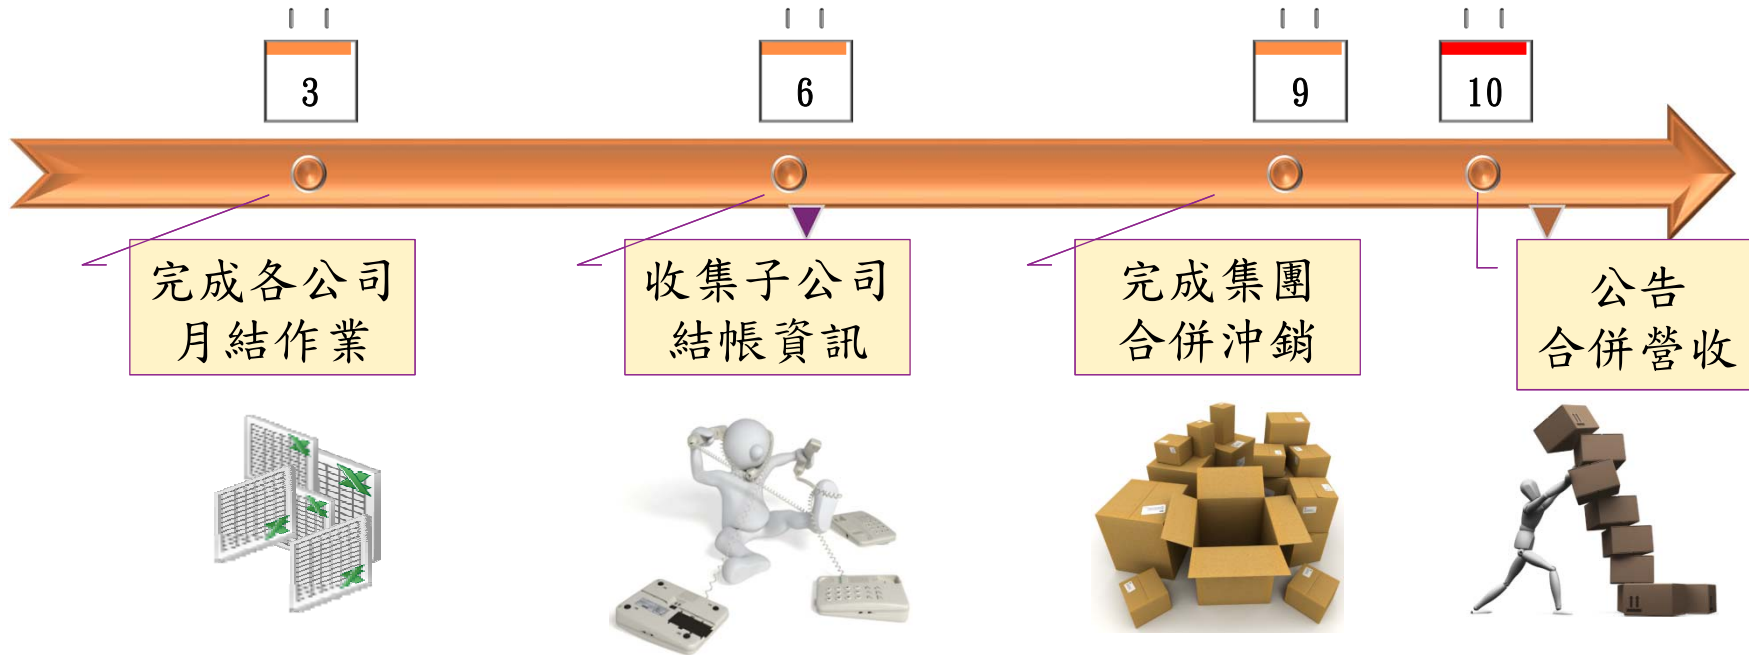 3
6
9
10
完成各公司
月結作業
收集子公司
結帳資訊
完成集團
合併沖銷
公告
合併營收